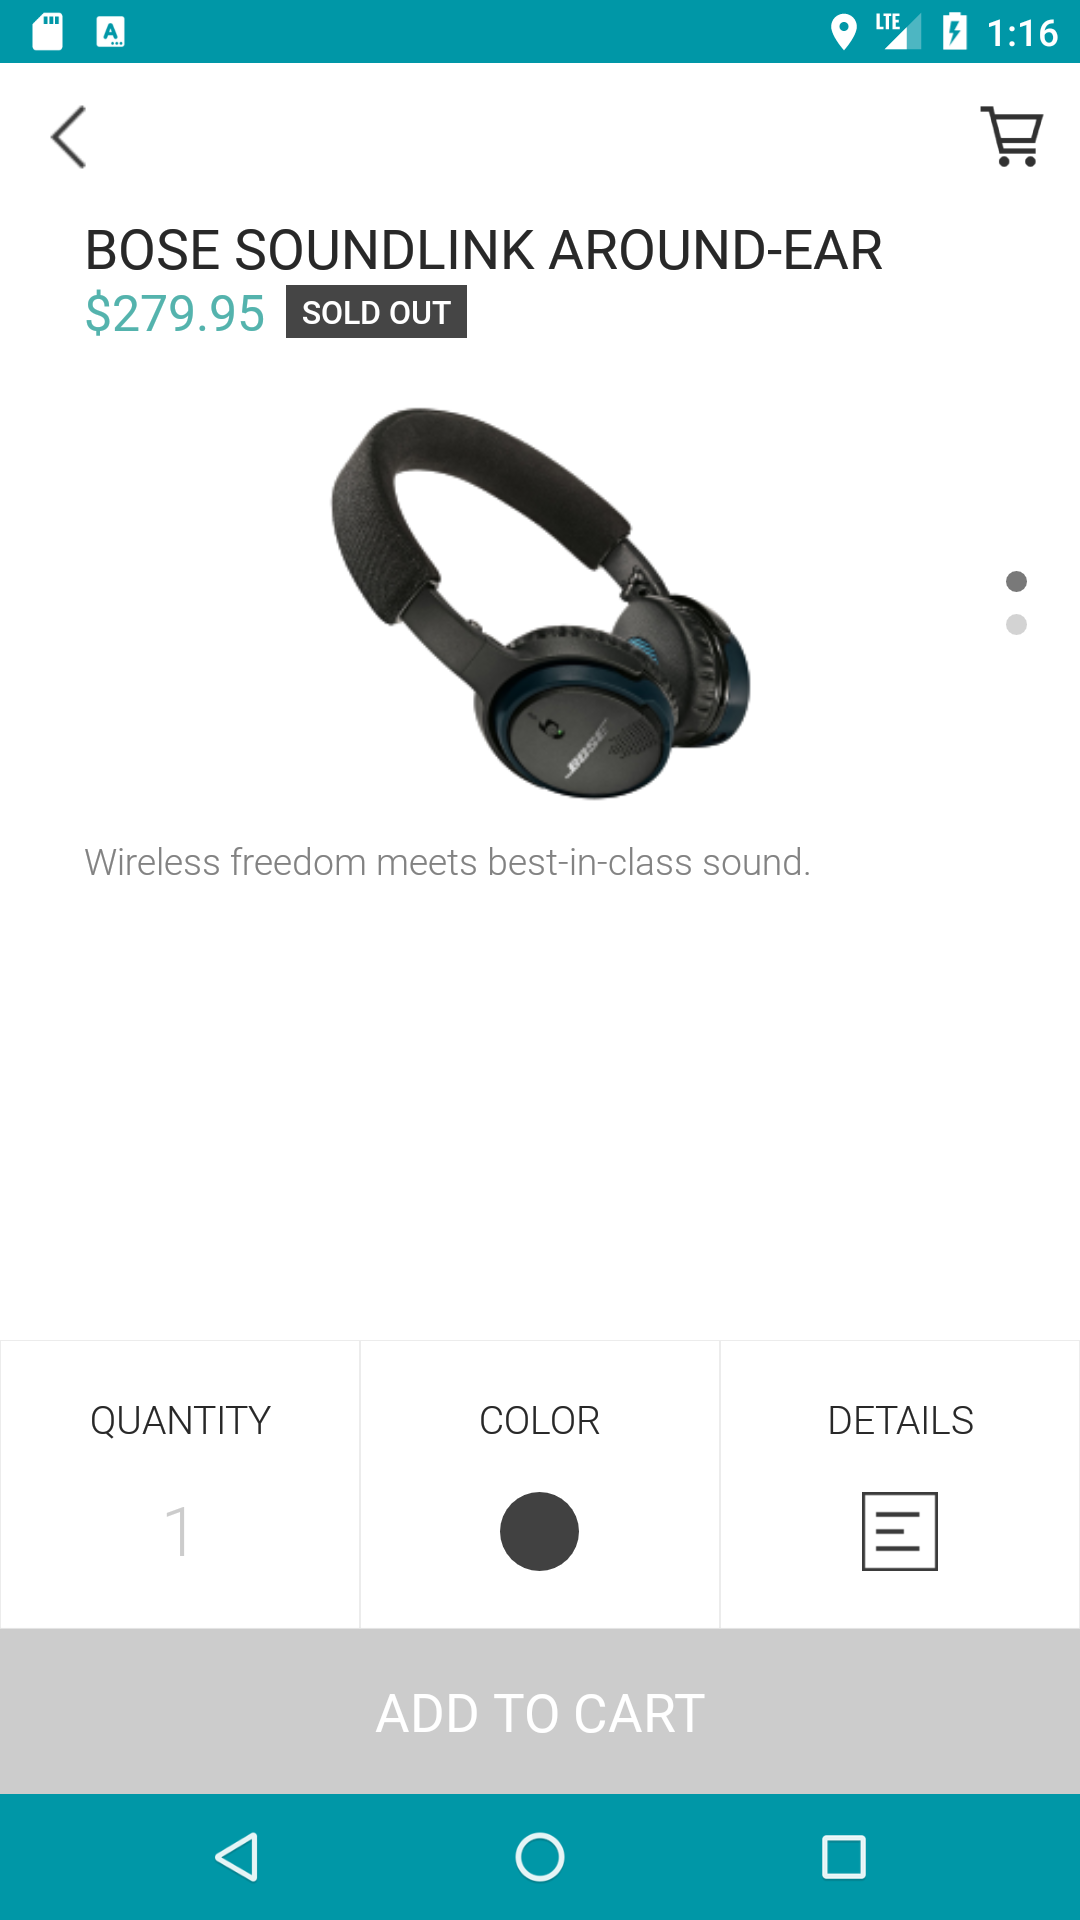 LTE 1:16
BOSE SOUNDLINK AROUND-EAR
$279.95 SOLD OUT
BOSE
Wireless freedom meets best-in-class sound.
QUANTITY COLOR DETAILS
1
ADD TO CART